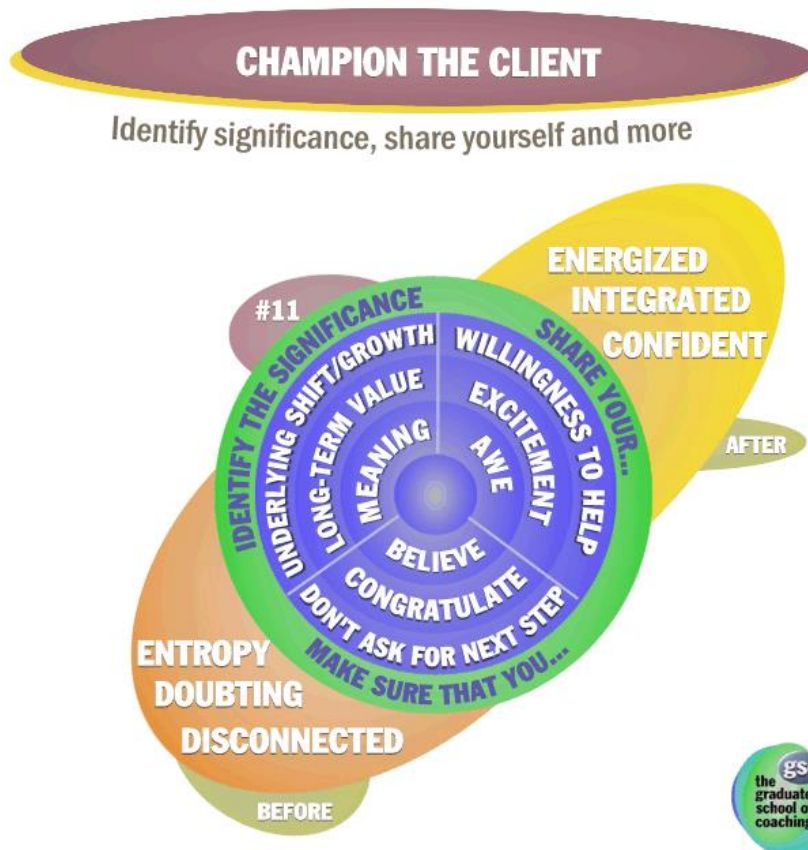 CHAMPION THE CLIENT
Identify significance, share yourself and more
ENERGIZED
INTEGRATED
CONFIDENT
AFTER
#11
IDENTIFY THE SIGNIFICANCE
UNDERLYING SHIFT/GROWTH
LONG-TERM VALUE
MEANING
SHARE YOUR...
WILLINGNESS TO HELP
EXCITEMENT
AWE
BELIEVE
CONGRATULATE
DON'T ASK FOR NEXT STEP
MAKE SURE THAT YOU...
ENTROPY
DOUBTING
DISCONNECTED
BEFORE
gs
the
graduate
school o
coaching